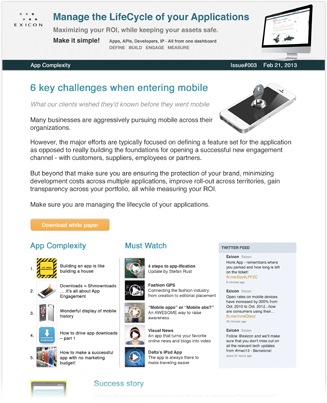 EXICON
Manage the LifeCycle of your Applications
Maximizing your ROI, while keeping your assets safe.
Make it simple! Apps, APIs, Developers, IP - All from one dashboard
DEFINE BUILD ENGAGE MEASURE
App Complexity Issue#003 Feb 21, 2013
6 key challenges when entering mobile
What our clients wished they'd known before they went mobile
Many businesses are aggressively pursuing mobile across their
organizations.
However, the major efforts are typically focused on defining a feature set for the application
as opposed to really building the foundations for opening a successful new engagement
channel - with customers, suppliers, employees or partners.
But beyond that make sure you are ensuring the protection of your brand, minimizing
development costs across multiple applications, improve roll-out across territories, gain
transparency across your portfolio, all while measuring your ROI.
Make sure you are managing the lifecycle of your applications.
Download white paper
App Complexity
1. Building an app is like
building a house
2. Downloads = Shmownloads
...it's all about App
Engagement
3. Wonderful display of mobile
history
4. How to drive app downloads
– part 1
5. How to make a successful
app with no marketing
budget!
Must Watch
4 steps to app-ification
Update by Stefan Rust
Fashion GPS
Connecting the fashion industry
from creation to editorial placement
"Mobile apps" or "Mobile abs?"
An AWESOME way to raise
awareness
Visual News
An app that turns your favorite
online news and blogs into video
Delta's iPad App
The app is always there to
make traveling easier
TWITTER FEED
Exicon Exicon
Honk App - remembers where
you parked and how long is left
on the ticket!
Exicon Exicon
Open rates on mobile devices
have increased by 300% from
Oct. 2010 to Oct. 2012., how
are consumers using their...
Exicon Exicon
Follow @exicon and we'll make
sure that you don't miss out on
all the relevant tech updates
from #mwc13 - Barcelona!
Success story